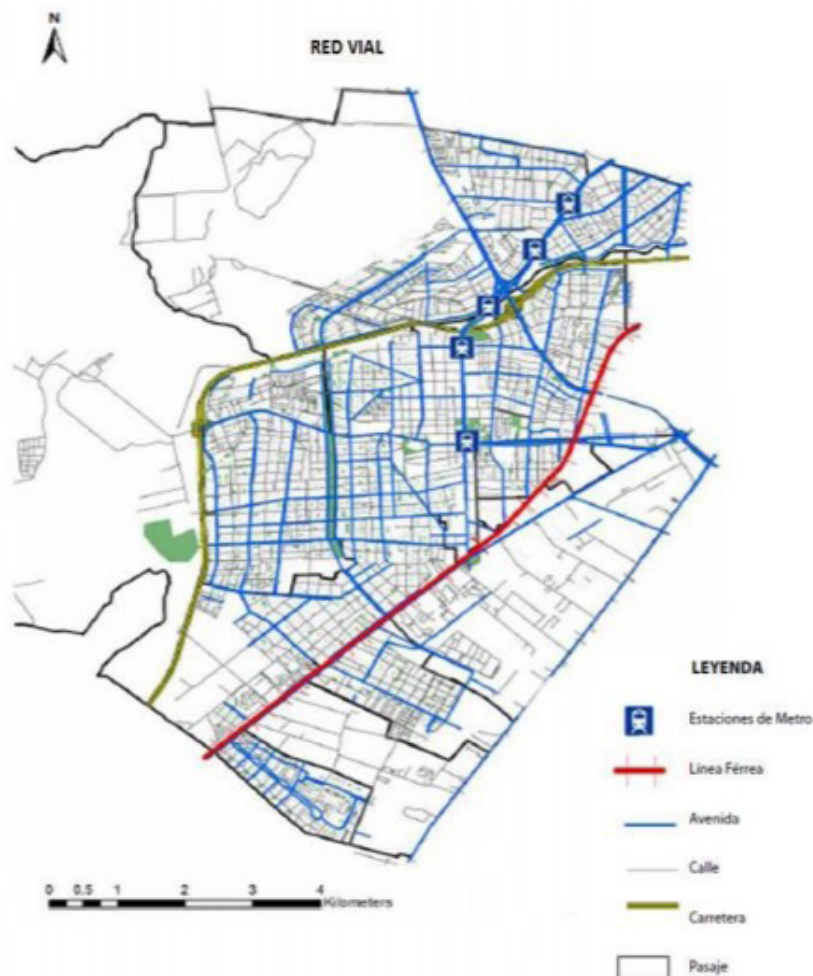 N
RED VIAL
LEYENDA
Estaciones de Metro
Línea Férrea
Avenida
Calle
Carretera
Pasaje
0 0.5 1 2 3 4
Kilometers